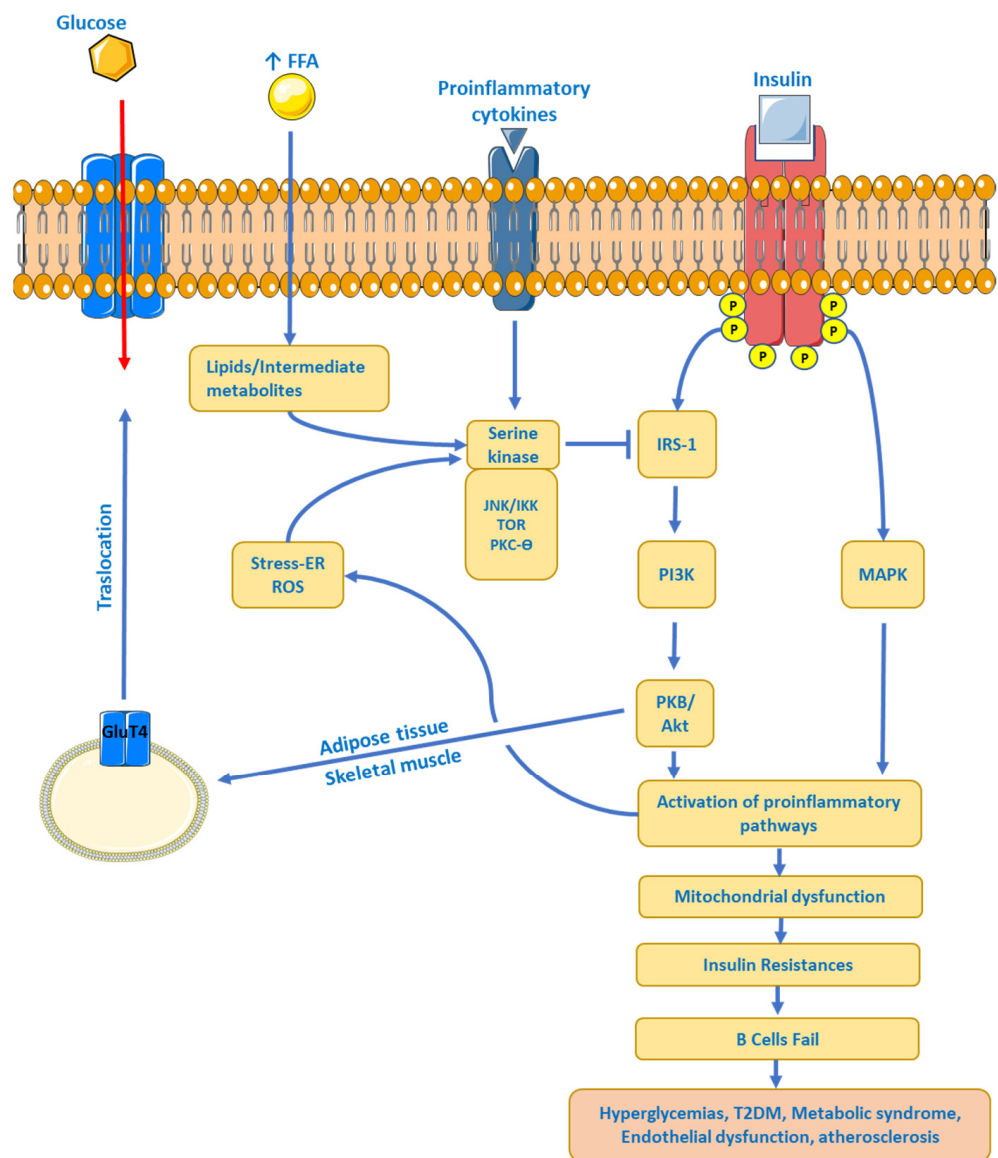 Glucose
↑ FFA
Proinflammatory
cytokines
Insulin
P
P
P
P
P
P
Lipids/Intermediate
metabolites
Serine
kinase
JNK/IKK
TOR
PKC-Ɵ
IRS-1
Stress-ER
ROS
PI3K
MAPK
Traslocation
PKB/
Akt
GluT4
Adipose tissue
Skeletal muscle
Activation of proinflammatory
pathways
Mitochondrial dysfunction
Insulin Resistances
B Cells Fail
Hyperglycemias, T2DM, Metabolic syndrome,
Endothelial dysfunction, atherosclerosis